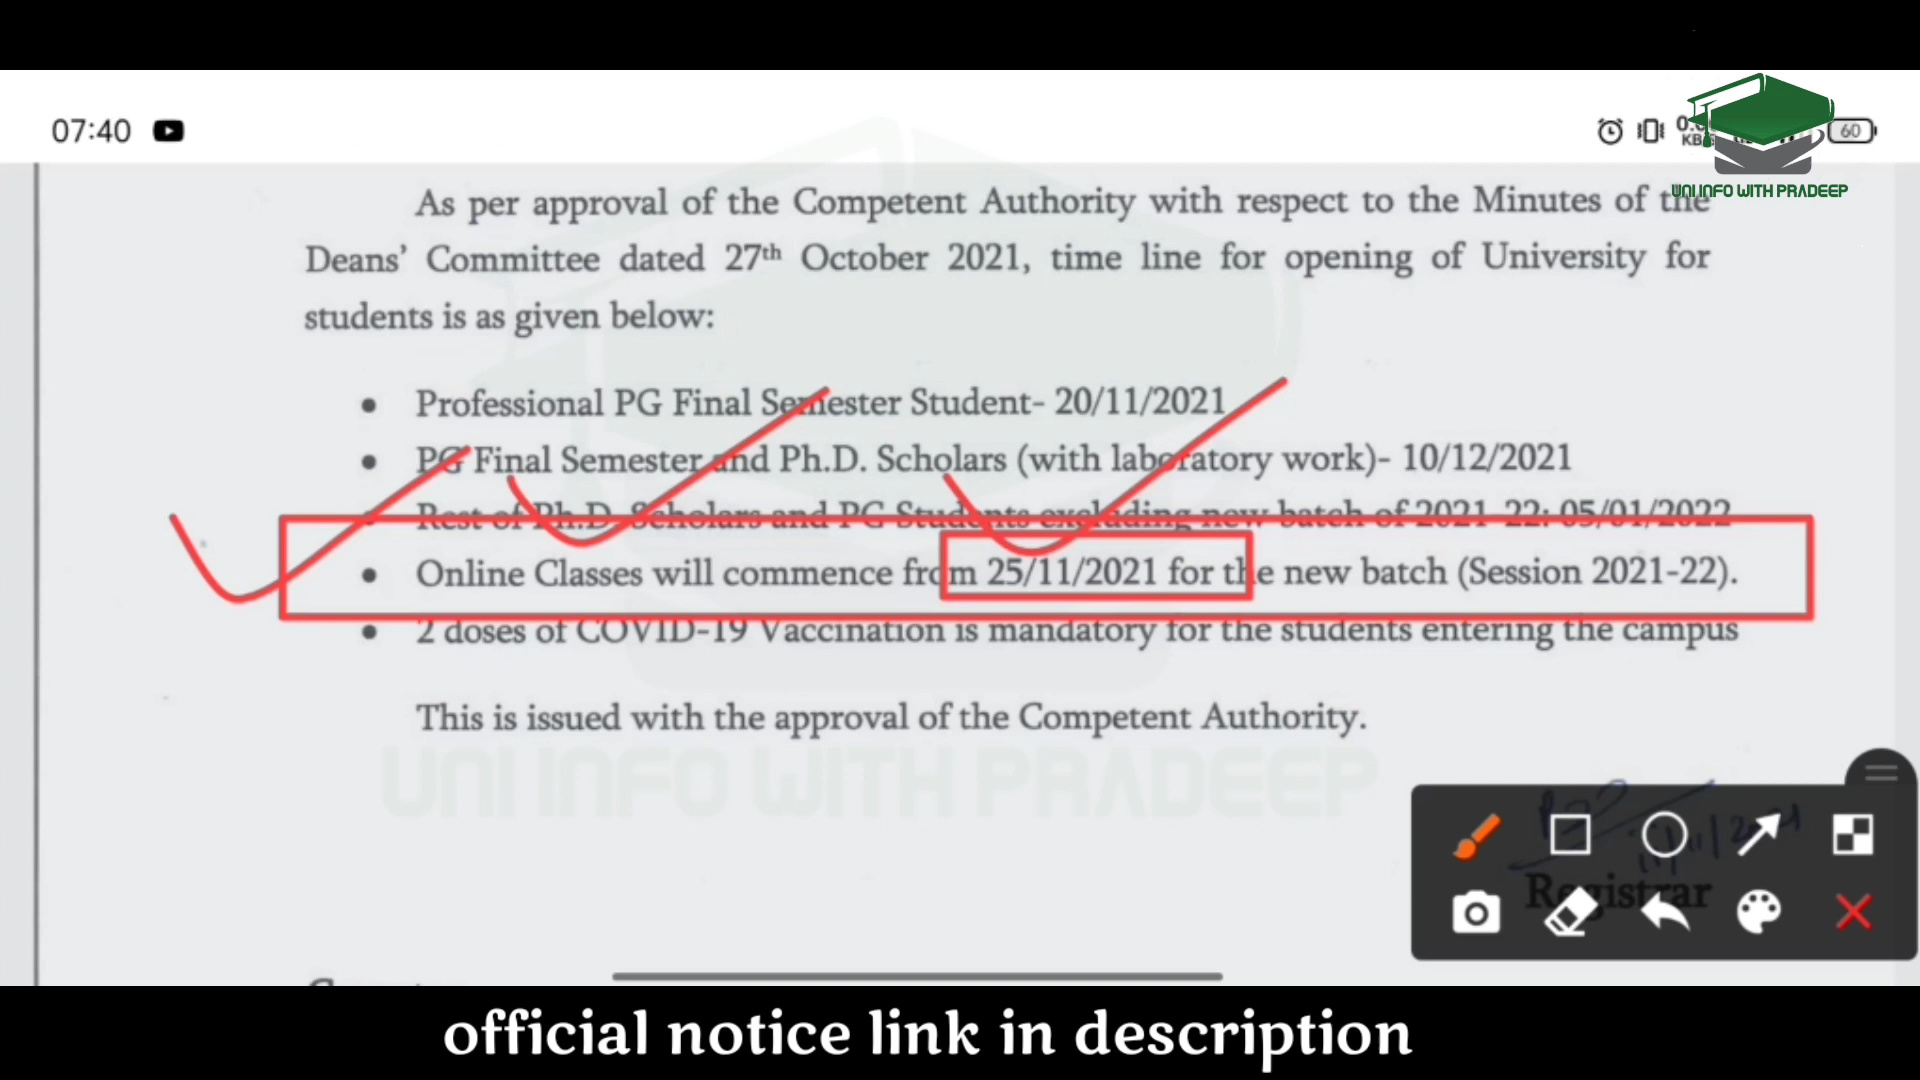 07:40
60
UNI INFO WITH PRADEEP
As per approval of the Competent Authority with respect to the Minutes of the
Deans’ Committee dated 27th October 2021, time line for opening of University for
students is as given below:
• Professional PG Final Semester Student- 20/11/2021
• PG Final Semester and Ph.D. Scholars (with laboratory work)- 10/12/2021
• Rest of Ph.D. Scholars and PG Students excluding new batch of 2021-22: 05/01/2022
• Online Classes will commence from 25/11/2021 for the new batch (Session 2021-22).
• 2 doses of COVID-19 Vaccination is mandatory for the students entering the campus
This is issued with the approval of the Competent Authority.
UNI INFO WITH PRADEEP
Registrar
official notice link in description